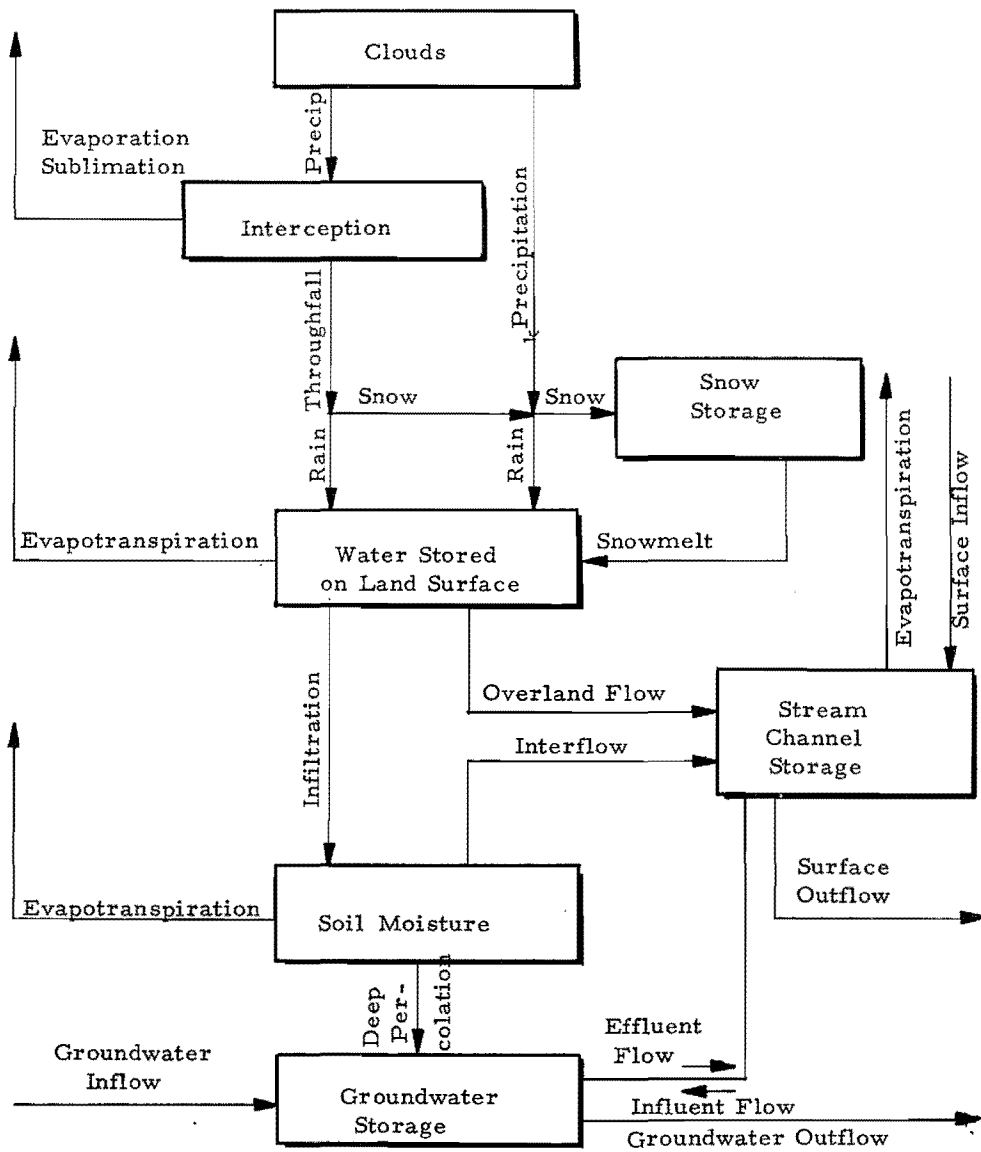 Clouds
Precip
Evaporation
Sublimation
Precipitation
Interception
Throughfall
Snow
Snow
Snow
Storage
Rain
Rain
Evapotranspiration
Surface Inflow
Evapotranspiration
Water Stored
on Land Surface
Snowmelt
Overland Flow
Stream
Channel
Storage
Infiltration
Interflow
Surface
Outflow
Evapotranspiration
Soil Moisture
Deep
Per-
colation
Groundwater
Inflow
Effluent
Flow
Groundwater
Storage
Influent Flow
Groundwater Outflow